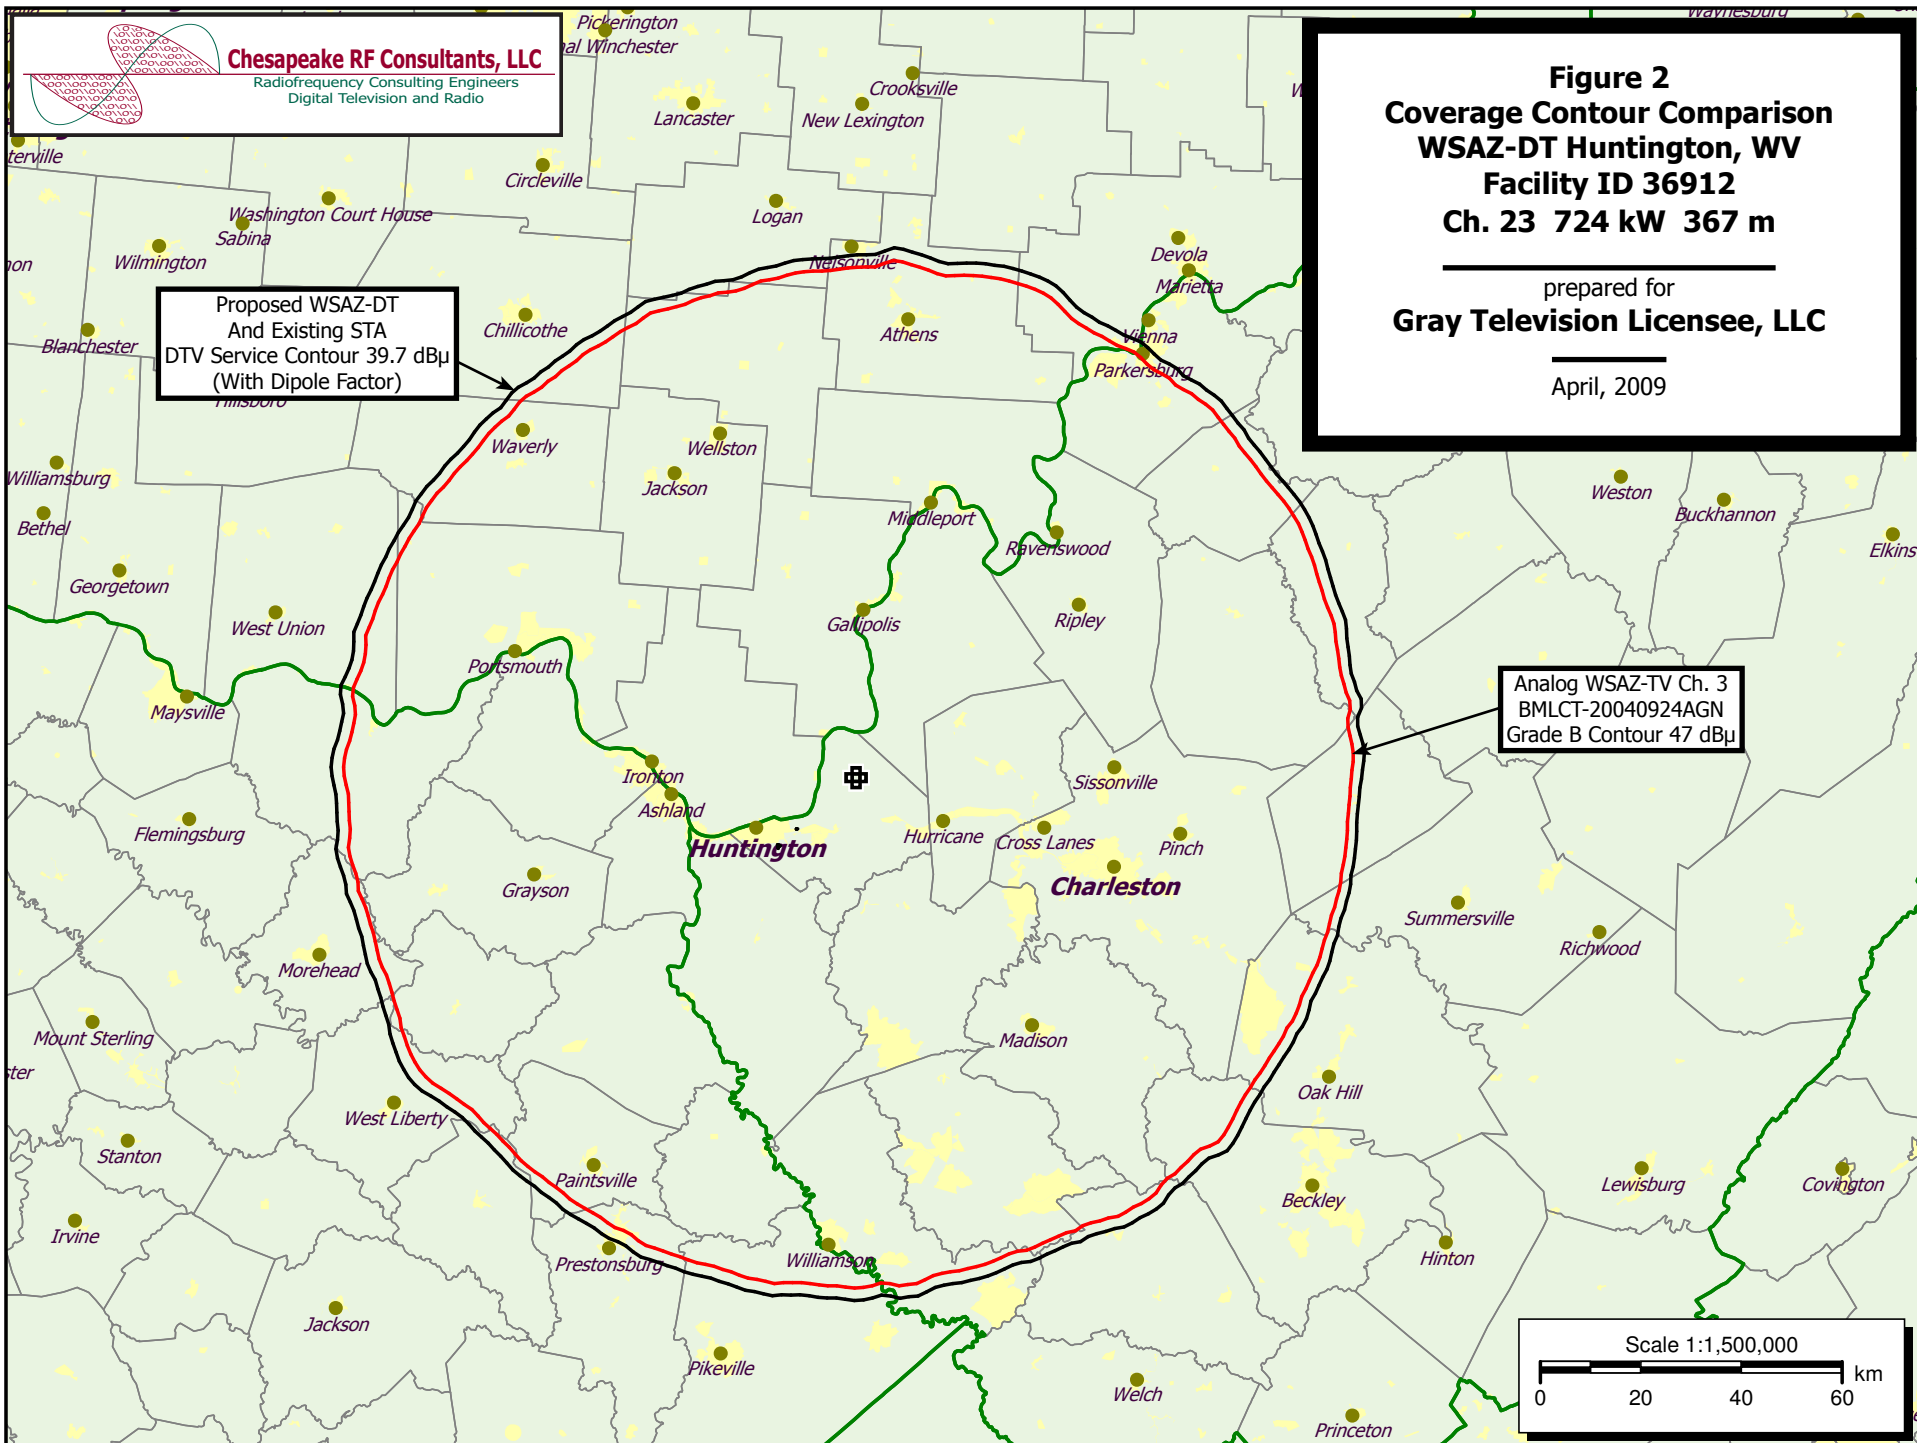 Chesapeake RF Consultants, LLC
Radiofrequency Consulting Engineers
Digital Television and Radio
Figure 2
Coverage Contour Comparison
WSAZ-DT Huntington, WV
Facility ID 36912
Ch. 23 724 kW 367 m
prepared for
Gray Television Licensee, LLC
April, 2009
Proposed WSAZ-DT
And Existing STA
DTV Service Contour 39.7 dBµ
(With Dipole Factor)
Analog WSAZ-TV Ch. 3
BMLCT-20040924AGN
Grade B Contour 47 dBµ
Pickerington
nal Winchester
Waynesburg
Crooksville
Lancaster
New Lexington
terville
Circleville
Washington Court House
Logan
Sabina
Wilmington
non
Nelsonville
Devola
Marietta
Chillicothe
Athens
Vienna
Blanchester
Parkersburg
Hillsboro
Waverly
Wellston
Williamsburg
Jackson
Weston
Buckhannon
Bethel
Middleport
Ravenswood
Elkins
Georgetown
West Union
Gallipolis
Ripley
Portsmouth
Maysville
Ironton
Sissonville
Ashland
Flemingsburg
Huntington
Hurricane
Cross Lanes
Pinch
Grayson
Charleston
Summersville
Richwood
Morehead
Mount Sterling
Madison
ster
Oak Hill
West Liberty
Stanton
Paintsville
Beckley
Lewisburg
Covington
Irvine
Prestonsburg
Williamson
Hinton
Jackson
Pikeville
Welch
Princeton
Scale 1:1,500,000
km
0 20 40 60